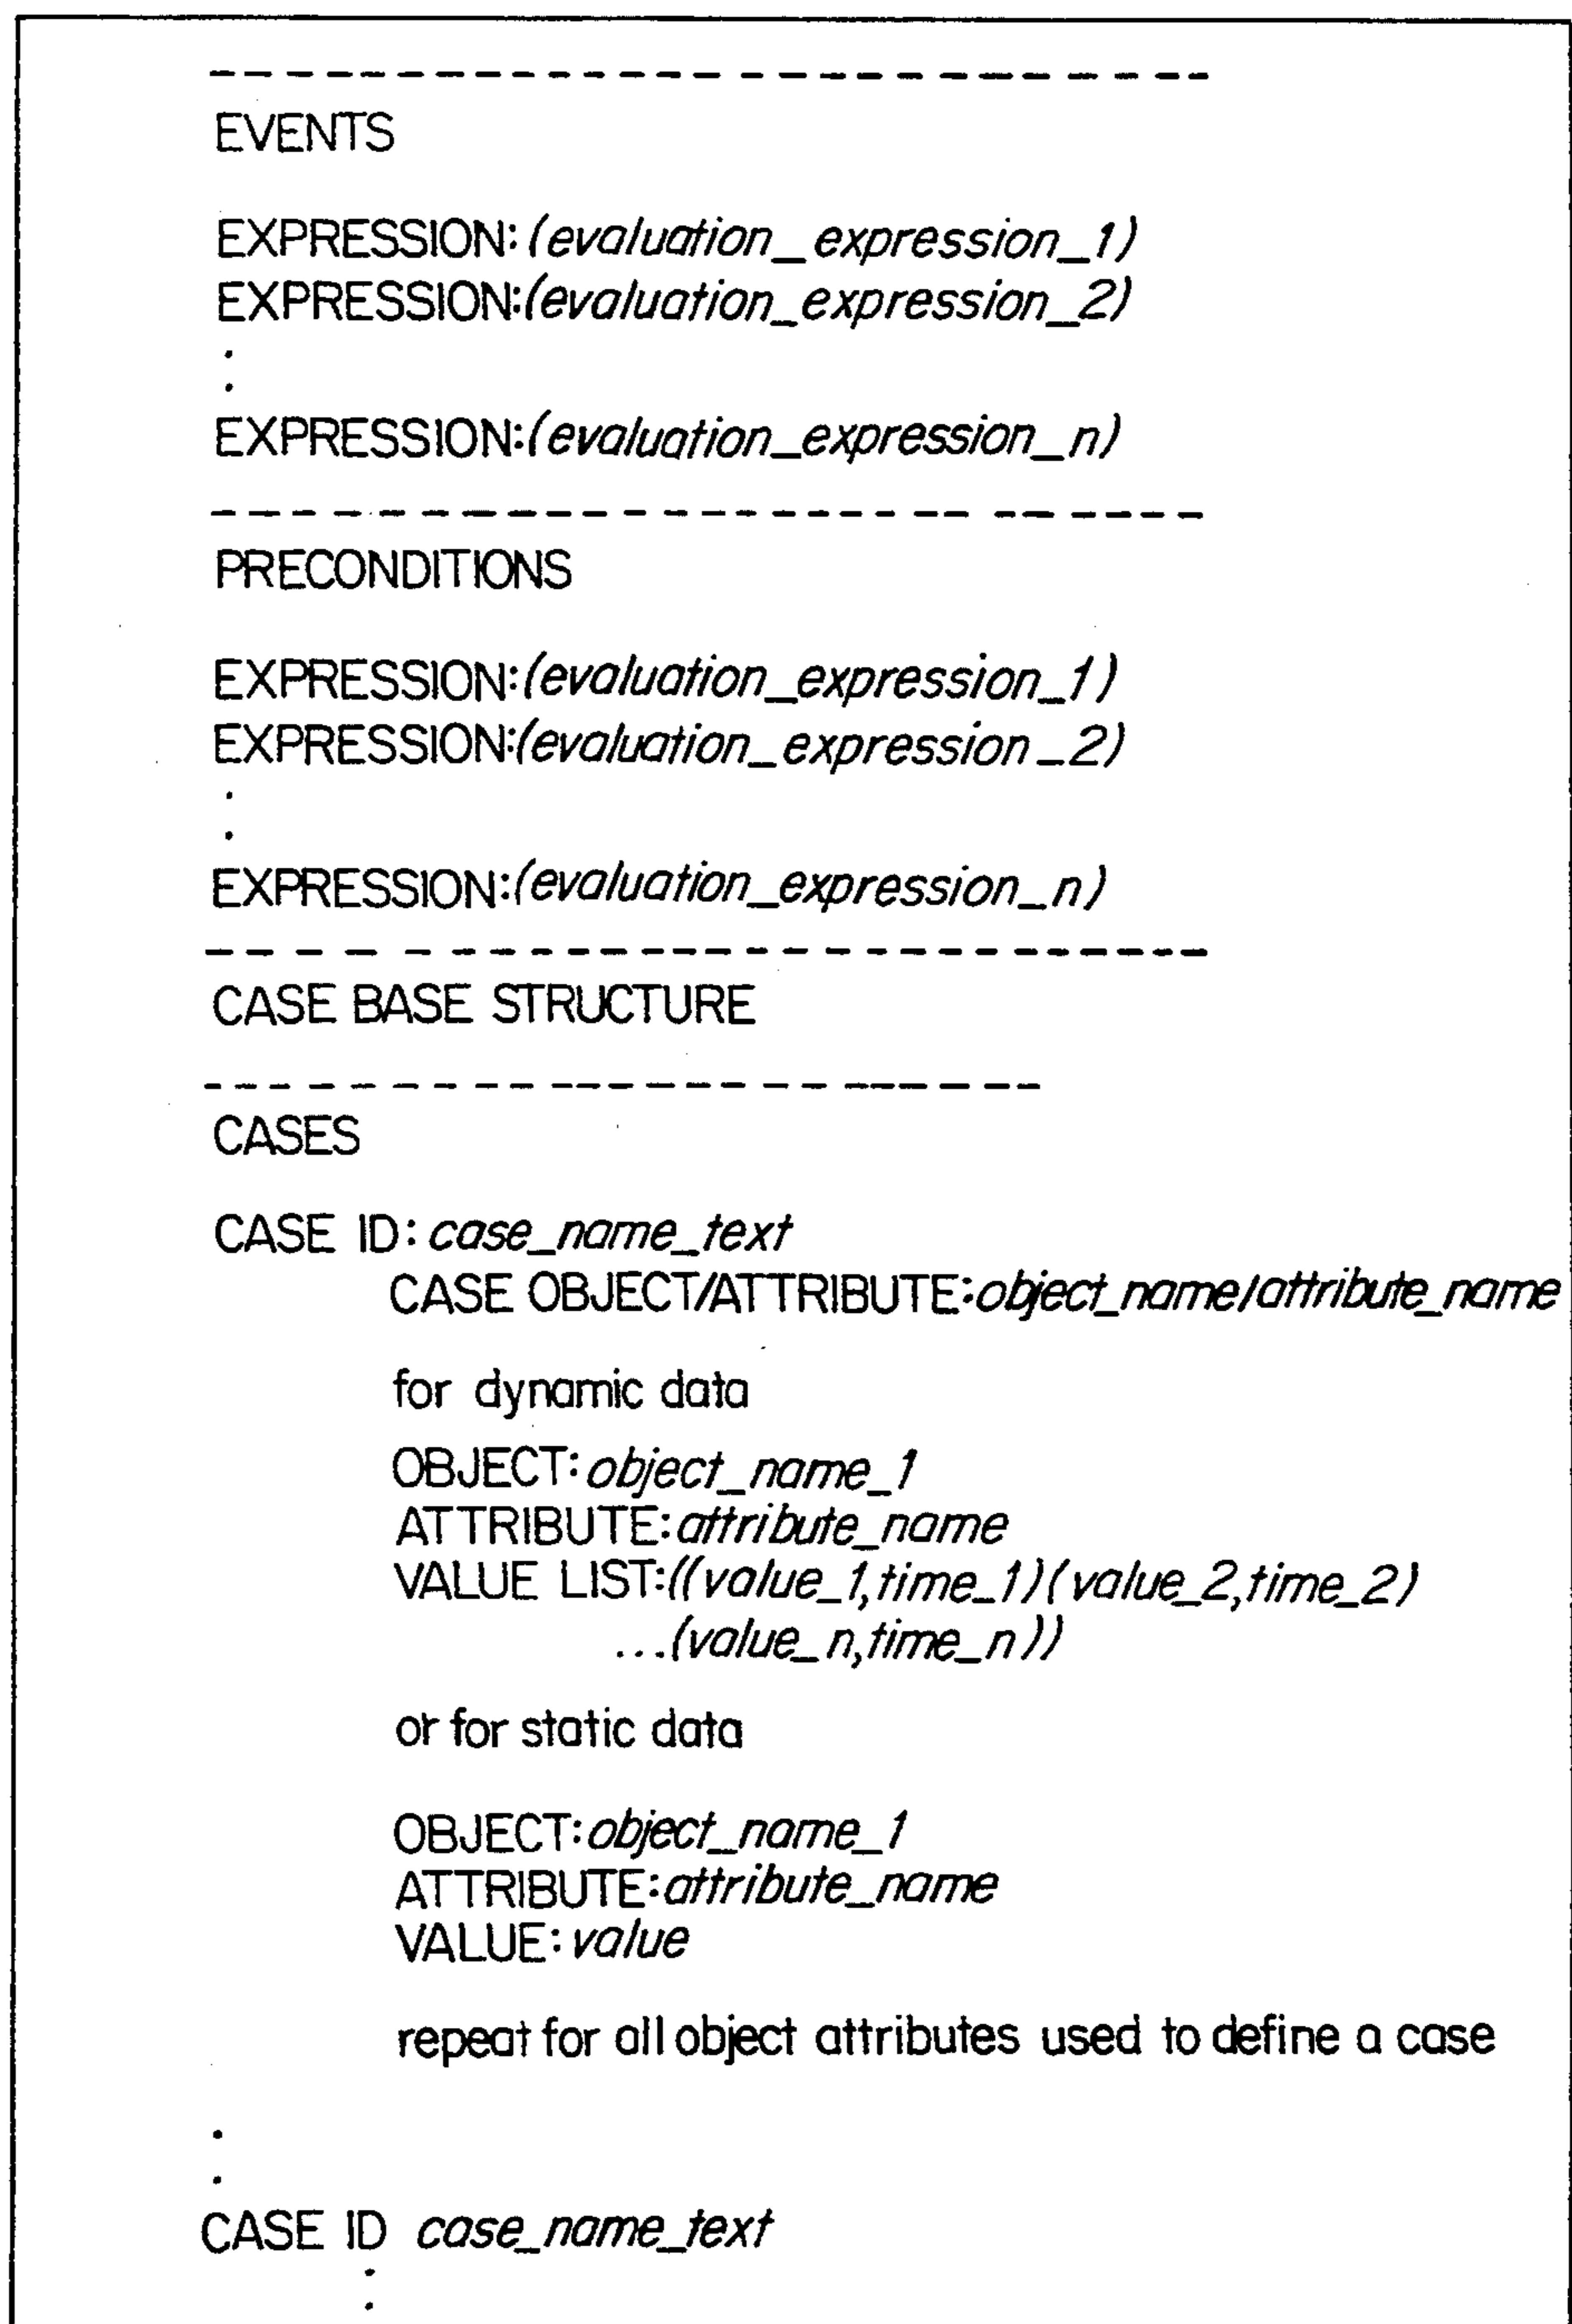 EVENTS
EXPRESSION: (evaluation_expression_1)
EXPRESSION:(evaluation_expression_2)
.
.
EXPRESSION:(evaluation_expression_n)
PRECONDITIONS
EXPRESSION:(evaluation_expression_1)
EXPRESSION:(evaluation_expression_2)
.
.
EXPRESSION:(evaluation_expression_n)
CASE BASE STRUCTURE
CASES
CASE ID: case_name_text
CASE OBJECT/ATTRIBUTE:object_name/attribute_name
for dynamic data
OBJECT: object_name_1
ATTRIBUTE: attribute_name
VALUE LIST:((value_1,time_1)(value_2,time_2)
...(value_n,time_n))
or for static data
OBJECT: object_name_1
ATTRIBUTE: attribute_name
VALUE: value
repeat for all object attributes used to define a case
.
.
CASE ID case_name_text
.
.